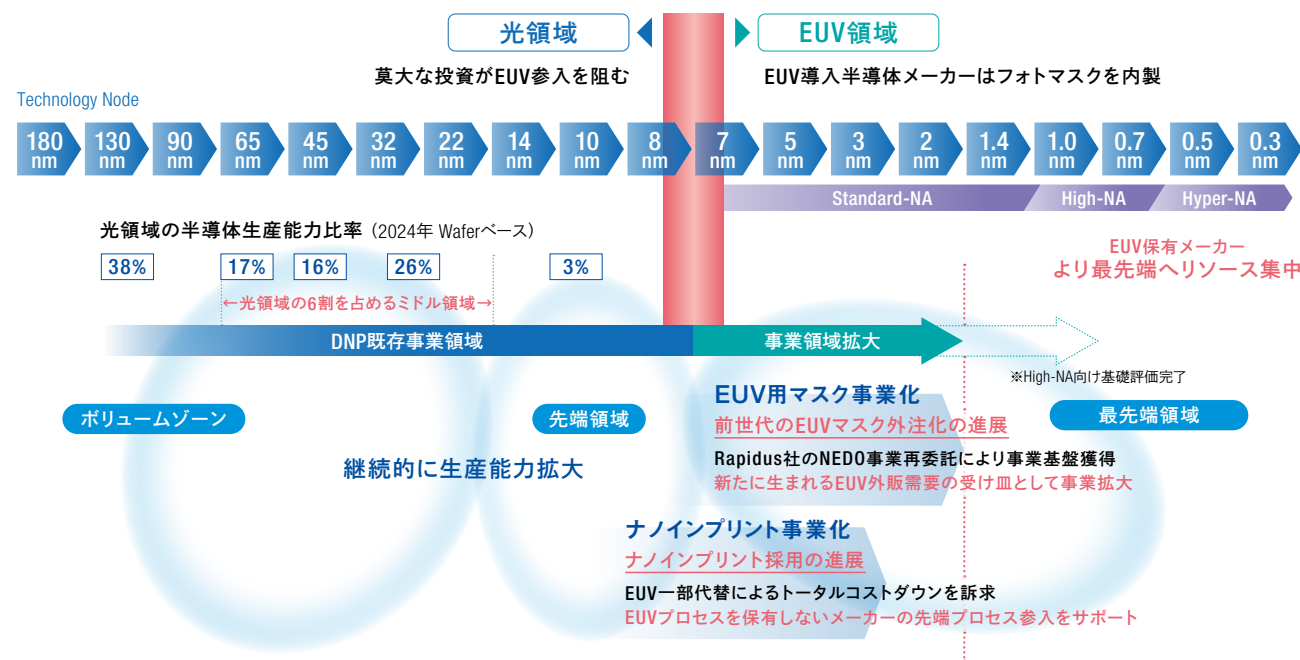 光領域
EUV領域
莫大な投資がEUV参入を阻む
EUV導入半導体メーカーはフォトマスクを内製
Technology Node
180 nm
130 nm
90 nm
65 nm
45 nm
32 nm
22 nm
14 nm
10 nm
8 nm
7 nm
5 nm
3 nm
2 nm
1.4 nm
1.0 nm
0.7 nm
0.5 nm
0.3 nm
Standard-NA
High-NA
Hyper-NA
光領域の半導体生産能力比率（2024年 Waferベース）
38%
17%
16%
26%
3%
←光領域の6割を占めるミドル領域→
EUV保有メーカー
より最先端へリソース集中
DNP既存事業領域
事業領域拡大
※High-NA向け基礎評価完了
ボリュームゾーン
先端領域
最先端領域
継続的に生産能力拡大
EUV用マスク事業化
前世代のEUVマスク外注化の進展
Rapidus社のNEDO事業再委託により事業基盤獲得
新たに生まれるEUV外販需要の受け皿として事業拡大
ナノインプリント事業化
ナノインプリント採用の進展
EUV一部代替によるトータルコストダウンを訴求
EUVプロセスを保有しないメーカーの先端プロセス参入をサポート